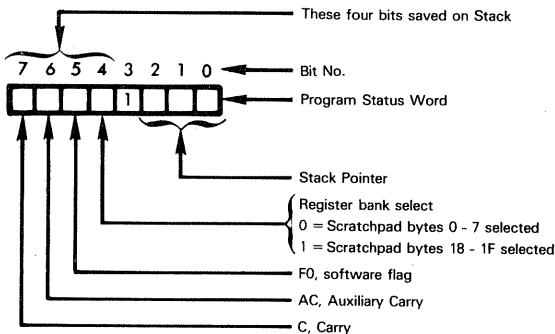 These four bits saved on Stack
7 6 5 4 3 2 1 0
Bit No.
1
Program Status Word
Stack Pointer
Register bank select
0 = Scratchpad bytes 0 - 7 selected
1 = Scratchpad bytes 18 - 1F selected
F0, software flag
AC, Auxiliary Carry
C, Carry